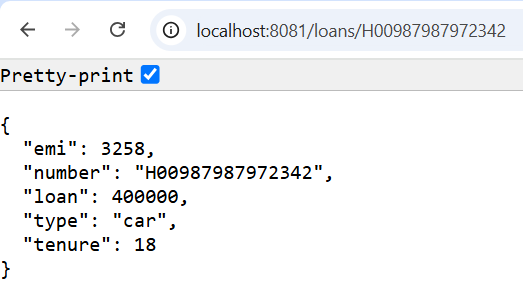 localhost:8081/loans/H00987987972342
Pretty-print
{
  "emi": 3258,
  "number": "H00987987972342",
  "loan": 400000,
  "type": "car",
  "tenure": 18
}